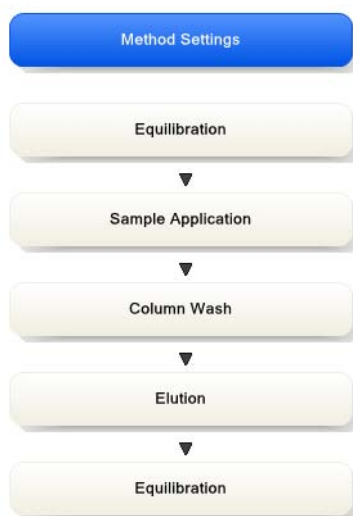 Method Settings
Equilibration
Sample Application
Column Wash
Elution
Equilibration